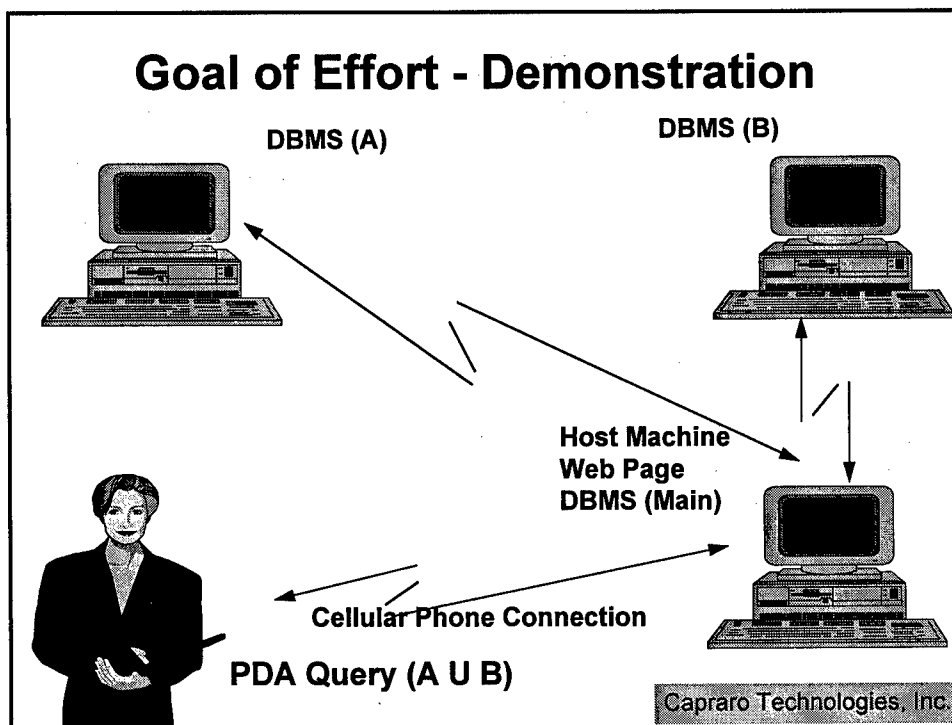 Goal of Effort - Demonstration
DBMS (A)
DBMS (B)
Host Machine
Web Page
DBMS (Main)
Cellular Phone Connection
PDA Query (A U B)
Capraro Technologies, Inc.